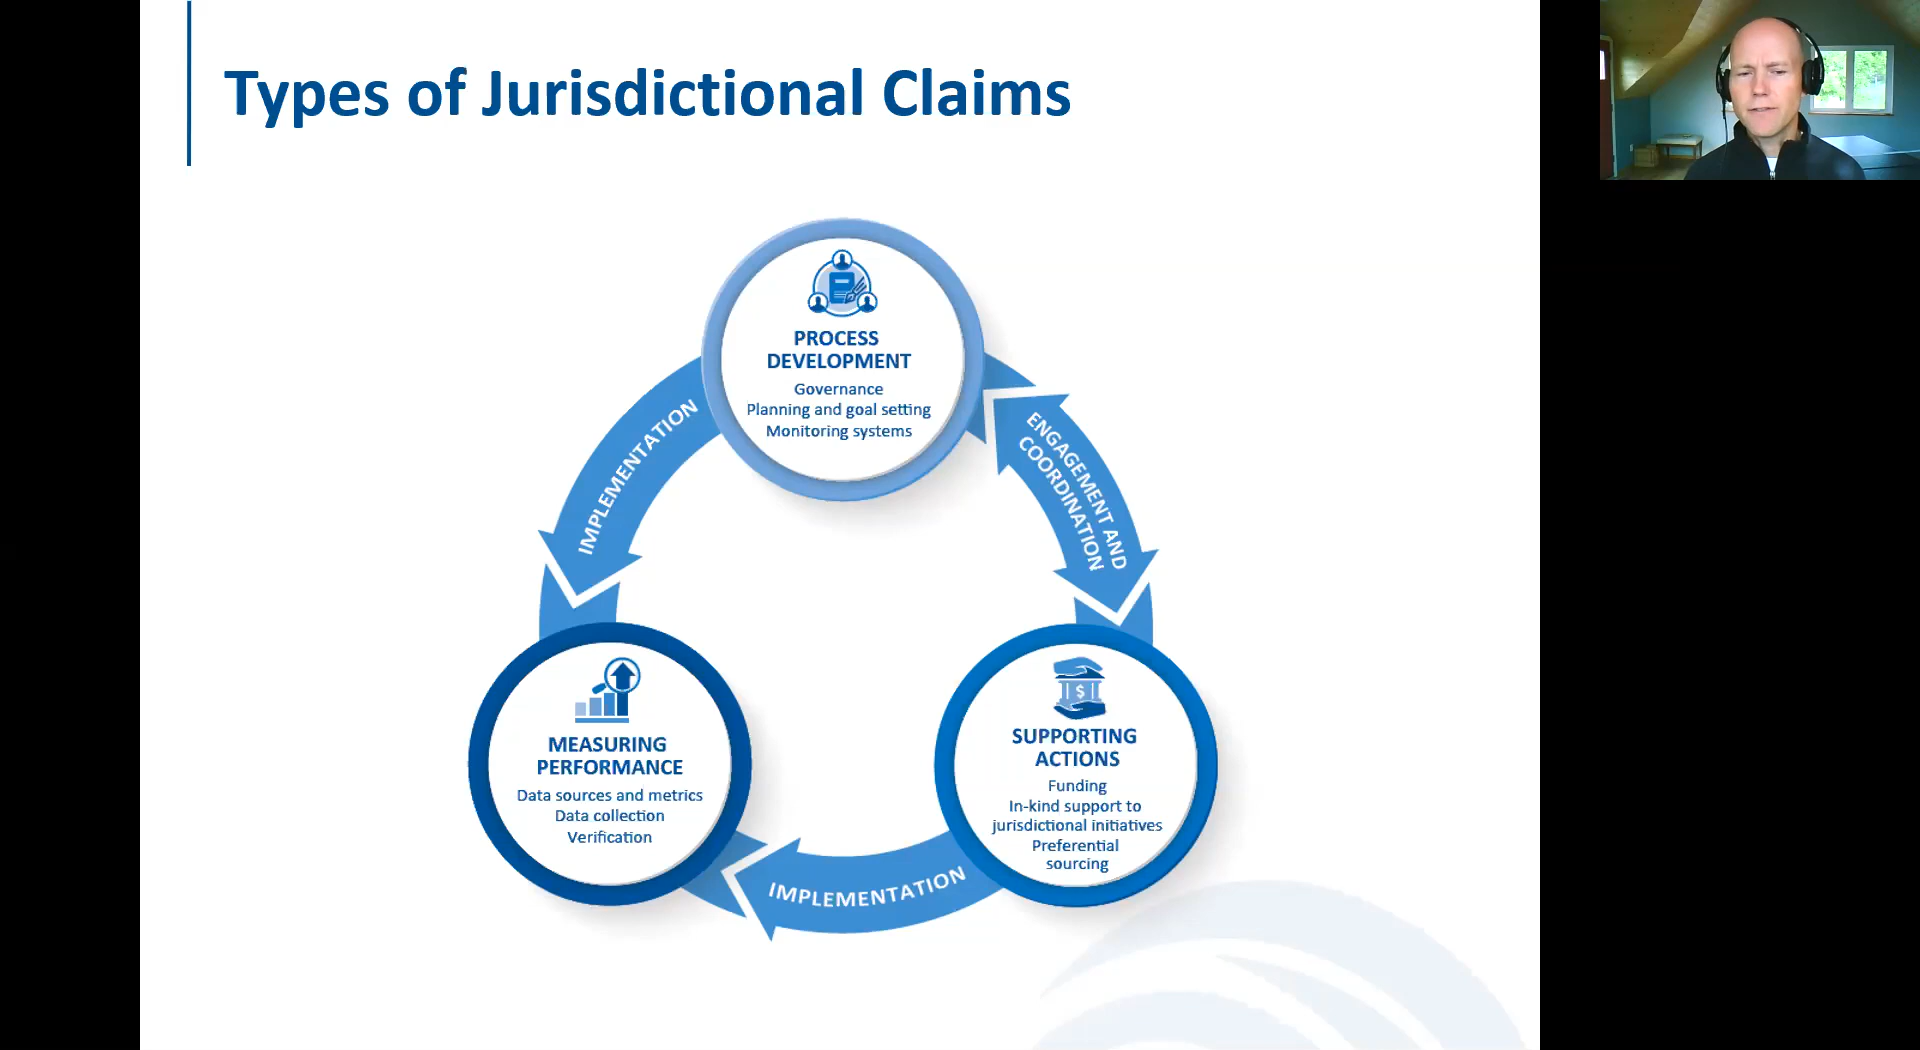 Types of Jurisdictional Claims
PROCESS
DEVELOPMENT
Governance
Planning and goal setting
Monitoring systems
IMPLEMENTATION
ENGAGEMENT AND
COORDINATION
MEASURING
PERFORMANCE
Data sources and metrics
Data collection
Verification
SUPPORTING
ACTIONS
Funding
In-kind support to
jurisdictional initiatives
Preferential
sourcing
IMPLEMENTATION
$